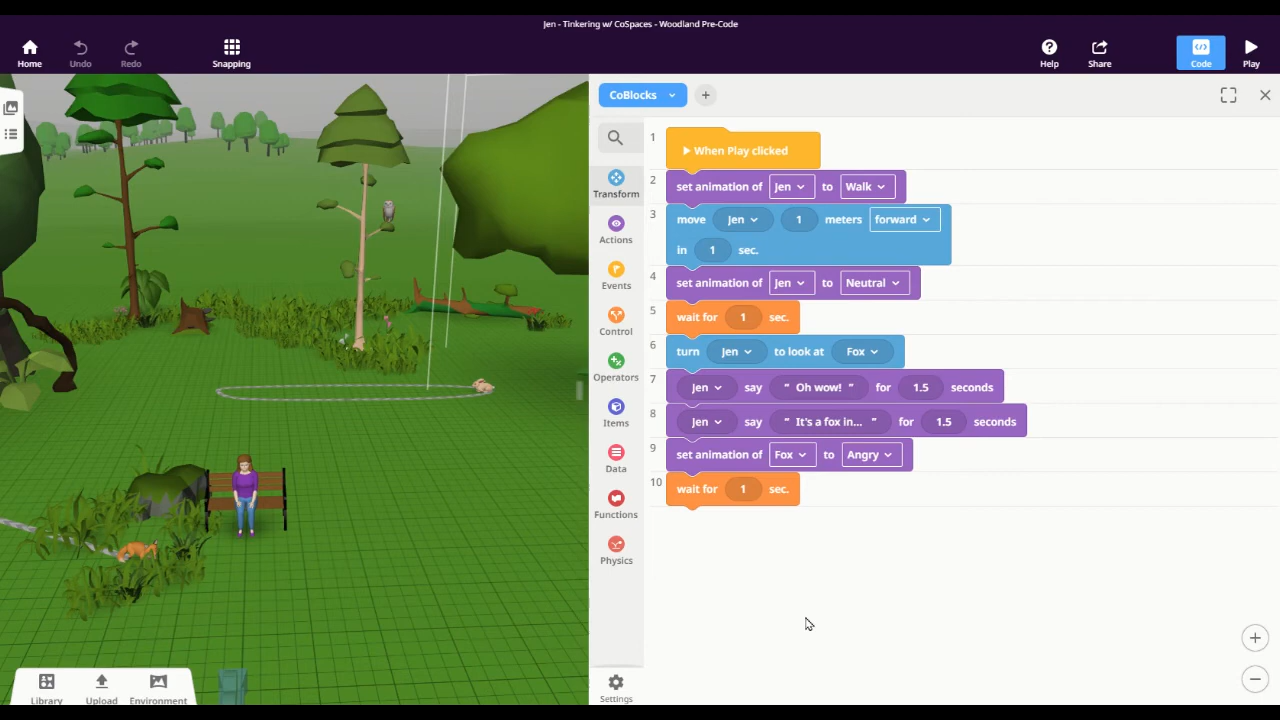 Jen - Tinkering w/ CoSpaces - Woodland Pre-Code
Home
Undo
Redo
Snapping
Help
Share
Code
Play
CoBlocks
Transform
Actions
Events
Control
Operators
Items
Data
Functions
Physics
Settings
1
When Play clicked
2
set animation of Jen to Walk
3
move Jen 1 meters forward
in 1 sec.
4
set animation of Jen to Neutral
5
wait for 1 sec.
6
turn Jen to look at Fox
7
Jen say " Oh wow! " for 1.5 seconds
8
Jen say " It's a fox in... " for 1.5 seconds
9
set animation of Fox to Angry
10
wait for 1 sec.
Library
Upload
Environment